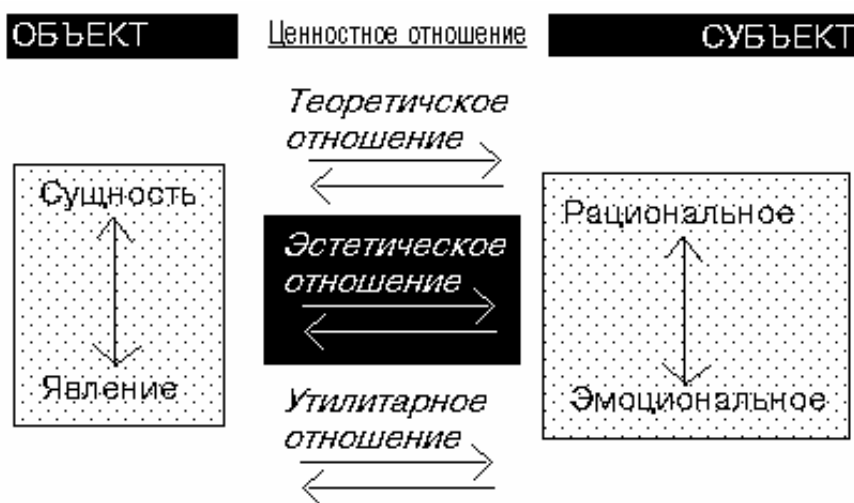 ОБЪЕКТ
Ценностное отношение
СУБЪЕКТ
Теоретичское
отношение
Сущность
Явление
Эстетическое
отношение
Рациональное
Эмоциональное
Утилитарное
отношение